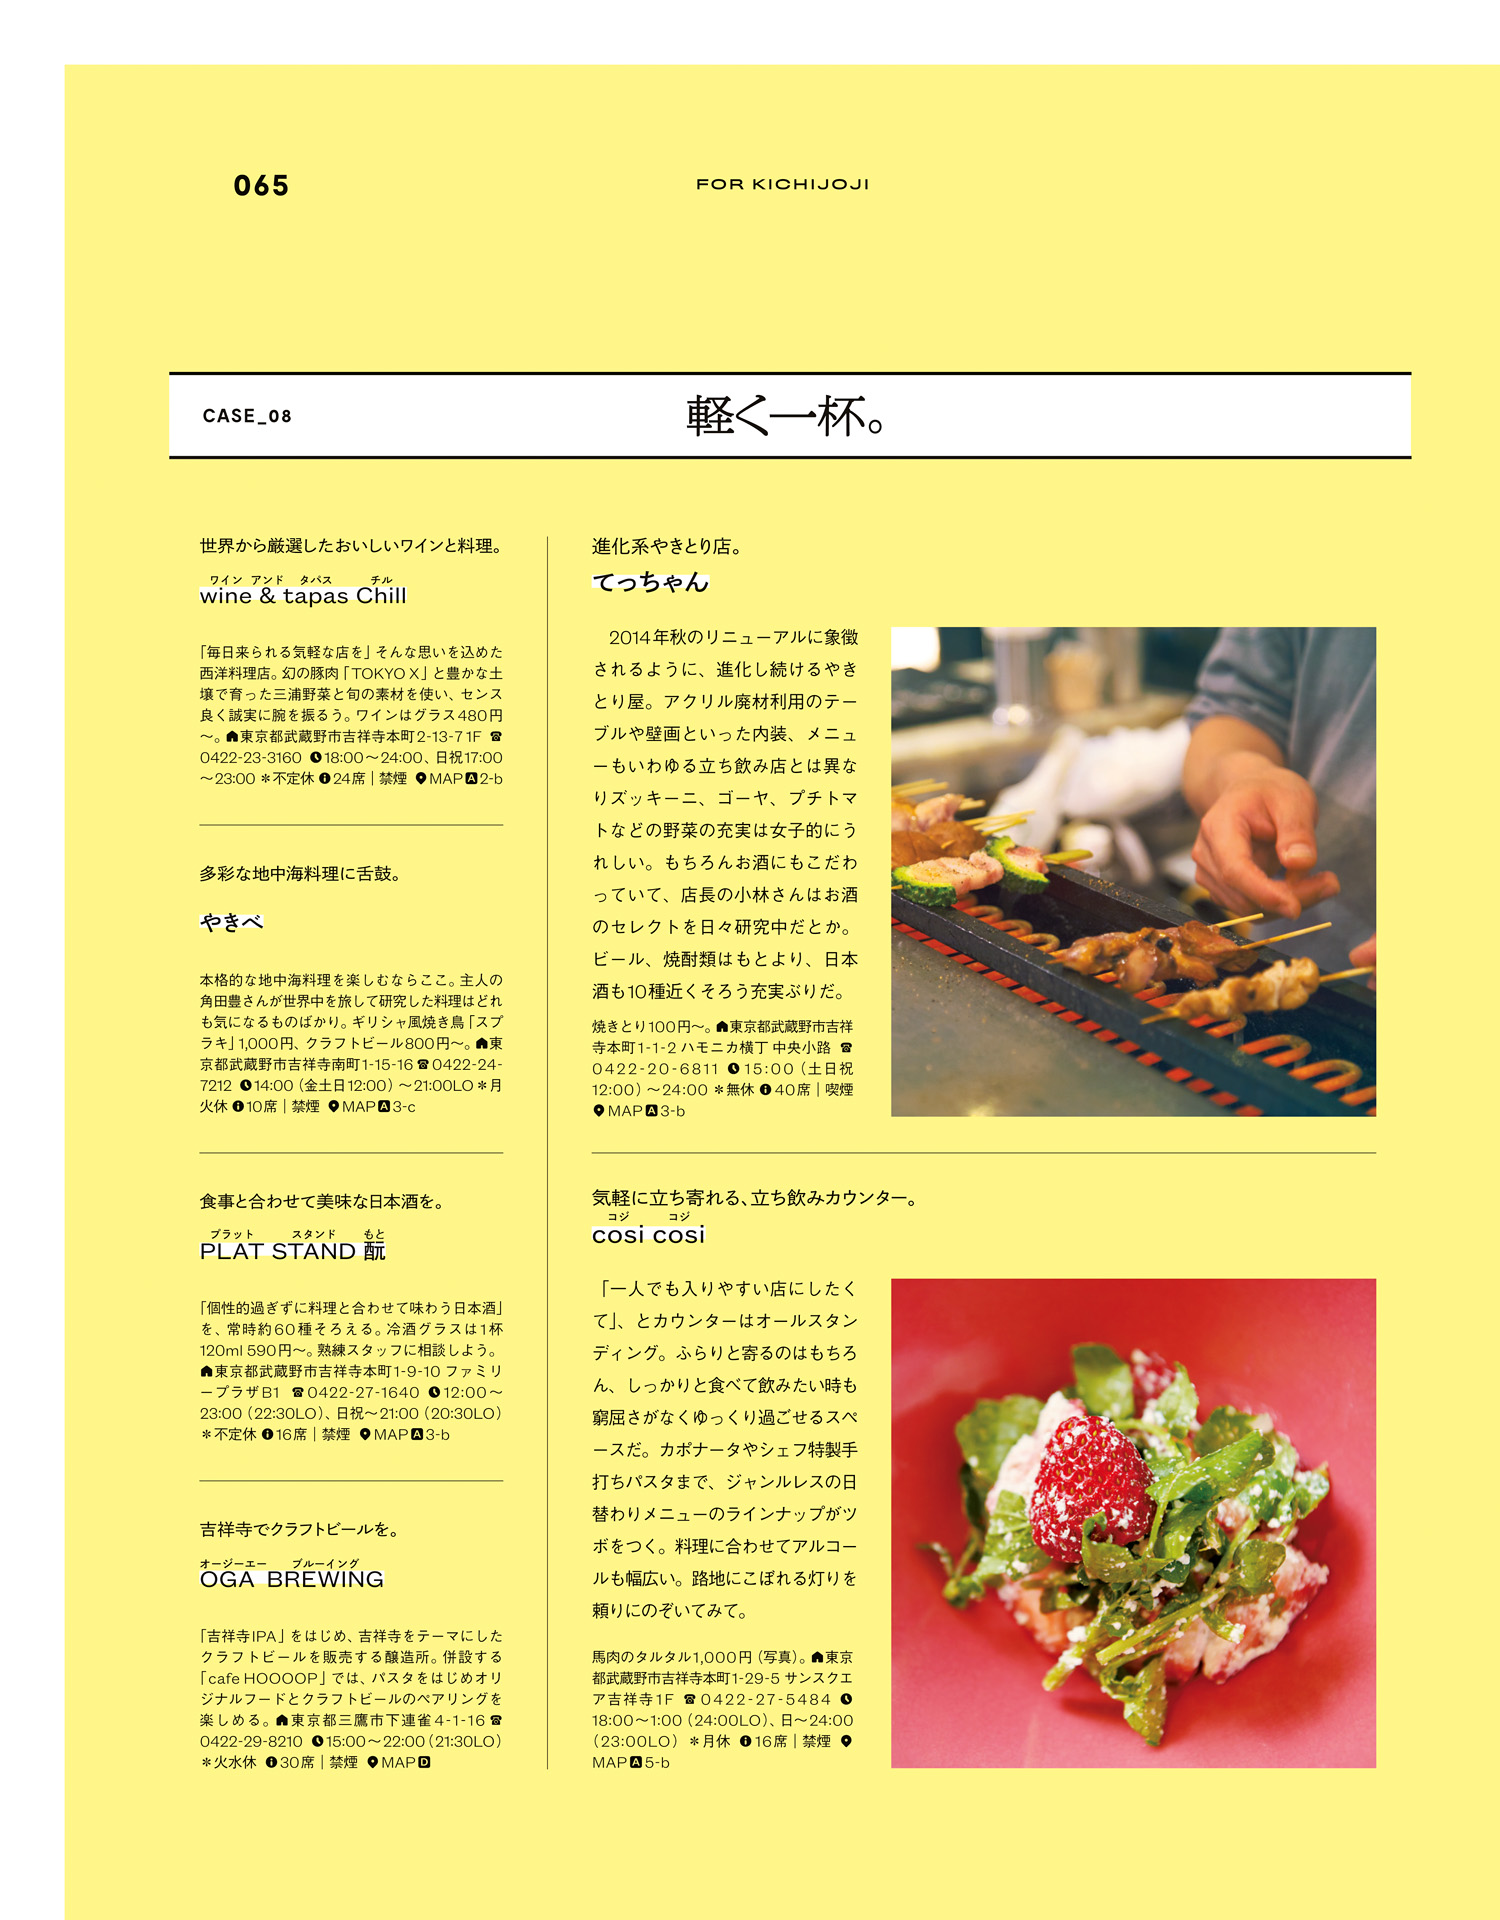 065
FOR KICHIJOJI
CASE_08
軽く一杯。
世界から厳選したおいしいワインと料理。
ワイン アンド タパス チル
wine & tapas Chill
「毎日来られる気軽な店を」そんな思いを込めた
西洋料理店。幻の豚肉「TOKYO X」と豊かな土
壌で育った三浦野菜と旬の素材を使い、センス
良く誠実に腕を振るう。ワインはグラス480円
〜。東京都武蔵野市吉祥寺本町2-13-7 1F
0422-23-3160 18:00〜24:00、日祝17:00
〜23:00 *不定休 24席｜禁煙 MAP A 2-b
多彩な地中海料理に舌鼓。
やきべ
本格的な地中海料理を楽しむならここ。主人の
角田豊さんが世界中を旅して研究した料理はどれ
も気になるものばかり。ギリシャ風焼き鳥「スブ
ラキ」1,000円、クラフトビール800円〜。東
京都武蔵野市吉祥寺南町1-15-16 0422-24-
7212 14:00（金土日12:00）〜21:00LO *月
火休 10席｜禁煙 MAP A 3-c
食事と合わせて美味な日本酒を。
プラット スタンド もと
PLAT STAND 酛
「個性的過ぎずに料理と合わせて味わう日本酒」
を、常時約60種そろえる。冷酒グラスは1杯
120ml 590円〜。熟練スタッフに相談しよう。
東京都武蔵野市吉祥寺本町1-9-10 ファミリ
ープラザB1 0422-27-1640 12:00〜
23:00（22:30LO）、日祝〜21:00（20:30LO）
*不定休 16席｜禁煙 MAP A 3-b
吉祥寺でクラフトビールを。
オージーエー ブルーイング
OGA BREWING
「吉祥寺IPA」をはじめ、吉祥寺をテーマにした
クラフトビールを販売する醸造所。併設する
「cafe HOOOOP」では、パスタをはじめオリ
ジナルフードとクラフトビールのペアリングを
楽しめる。東京都三鷹市下連雀4-1-16
0422-29-8210 15:00〜22:00（21:30LO）
*火水休 30席｜禁煙 MAP D
進化系やきとり店。
てっちゃん
2014年秋のリニューアルに象徴
されるように、進化し続けるやき
とり屋。アクリル廃材利用のテー
ブルや壁画といった内装、メニュ
ーもいわゆる立ち飲み店とは異な
りズッキーニ、ゴーヤ、プチトマ
トなどの野菜の充実は女子的にう
れしい。もちろんお酒にもこだわ
っていて、店長の小林さんはお酒
のセレクトを日々研究中だとか。
ビール、焼酎類はもとより、日本
酒も10種近くそろう充実ぶりだ。
焼きとり100円〜。東京都武蔵野市吉祥
寺本町1-1-2 ハモニカ横丁 中央小路
0422-20-6811 15:00（土日祝
12:00）〜24:00 *無休 40席｜喫煙
MAP A 3-b
気軽に立ち寄れる、立ち飲みカウンター。
コジ コジ
cosi cosi
「一人でも入りやすい店にしたく
て」、とカウンターはオールスタン
ディング。ふらりと寄るのはもちろ
ん、しっかりと食べて飲みたい時も
窮屈さがなくゆっくり過ごせるスペ
ースだ。カポナータやシェフ特製手
打ちパスタまで、ジャンルレスの日
替わりメニューのラインナップがツ
ボをつく。料理に合わせてアルコー
ルも幅広い。路地にこぼれる灯りを
頼りにのぞいてみて。
馬肉のタルタル1,000円（写真）。東京
都武蔵野市吉祥寺本町1-29-5 サンスクエ
ア吉祥寺1F 0422-27-5484
18:00〜1:00（24:00LO）、日〜24:00
（23:00LO） *月休 16席｜禁煙
MAP A 5-b